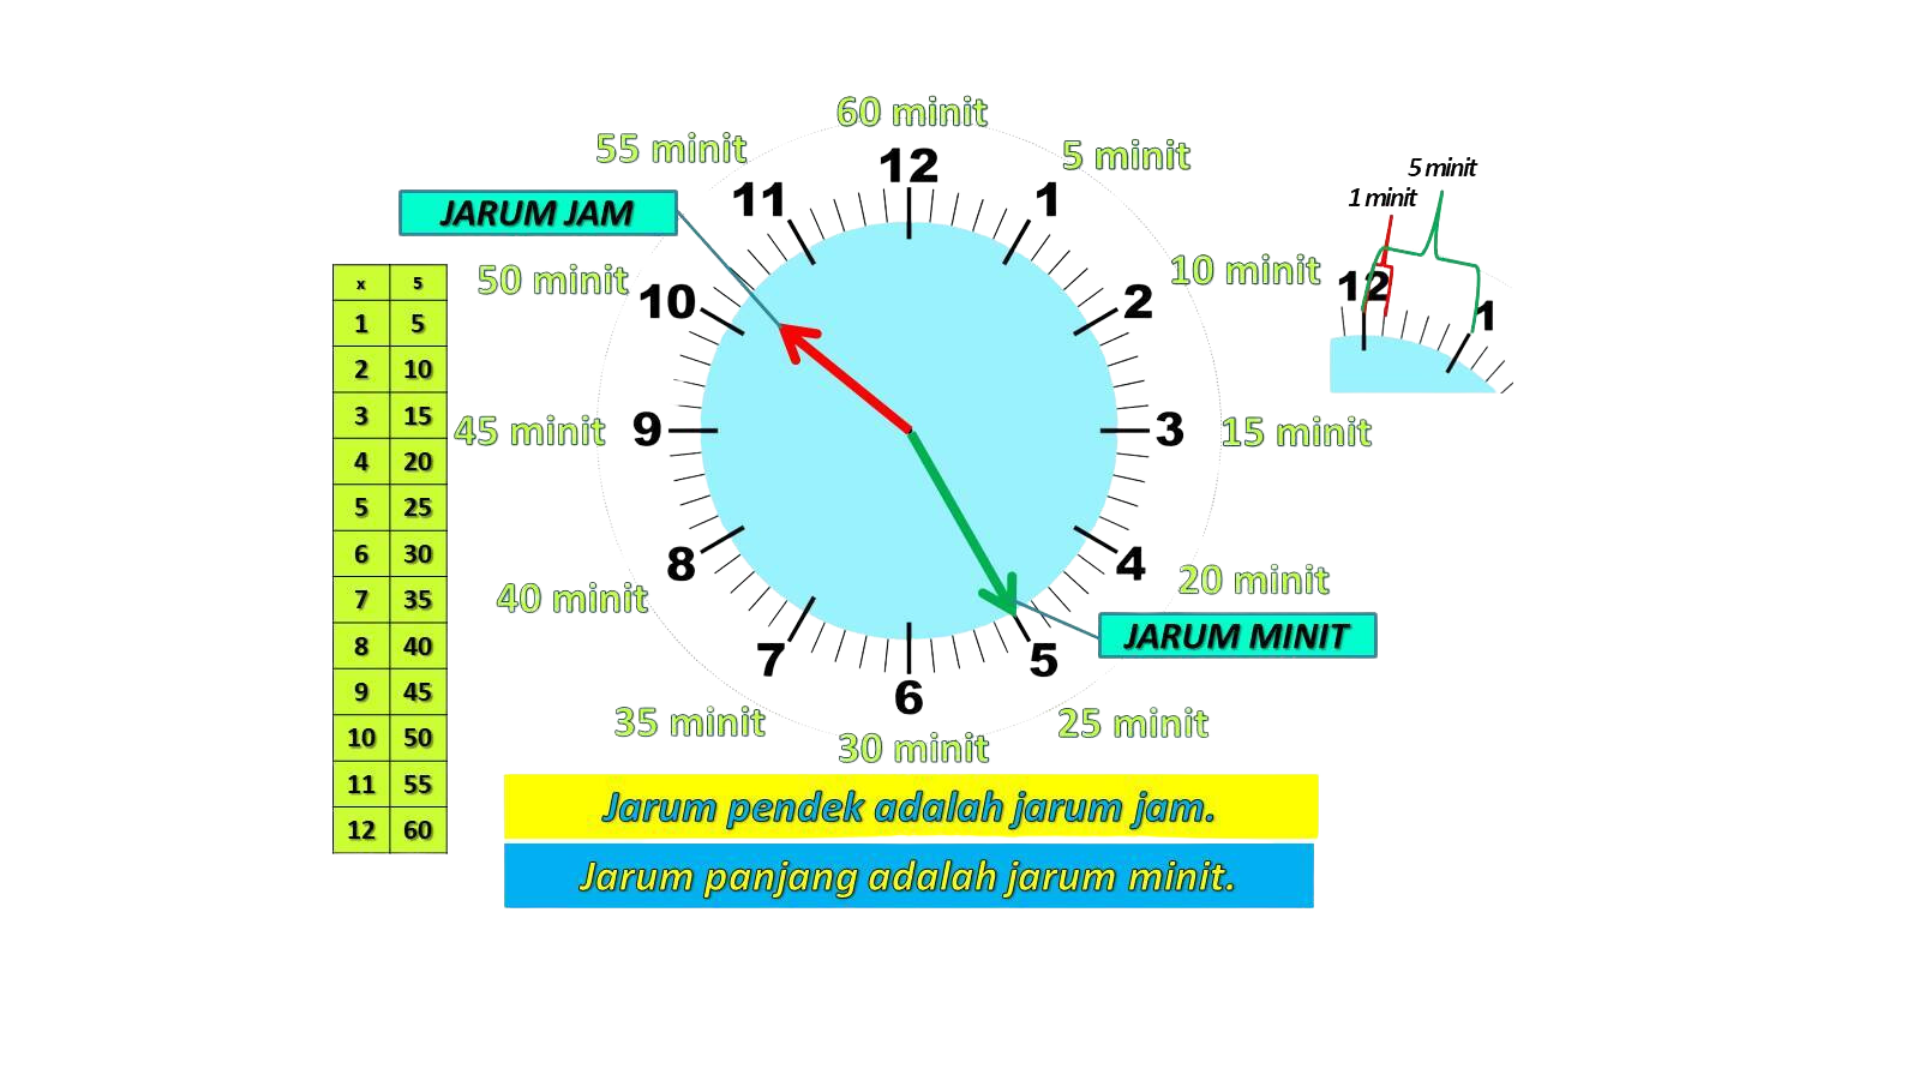 60 minit
55 minit
5 minit
12
11
1
JARUM JAM
50 minit
10 minit
10
2
45 minit
9
3
15 minit
8
4
40 minit
20 minit
7
5
JARUM MINIT
6
35 minit
25 minit
30 minit
5 minit
1 minit
12
1
x 5
1 5
2 10
3 15
4 20
5 25
6 30
7 35
8 40
9 45
10 50
11 55
12 60
Jarum pendek adalah jarum jam.
Jarum panjang adalah jarum minit.